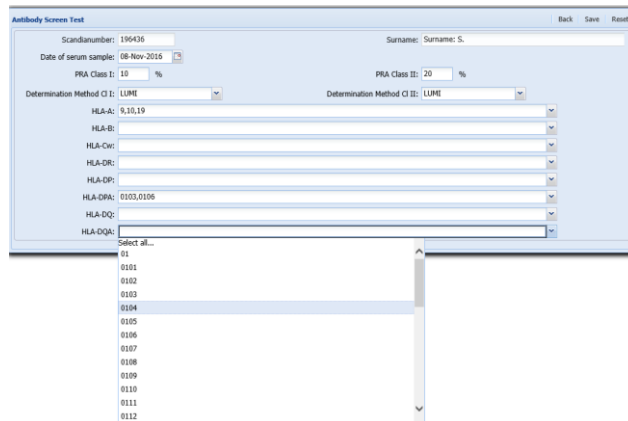 Antibody Screen Test Back Save Reset
Scandianumber: 196436 Surname: Surname: S.
Date of serum sample: 08-Nov-2016
PRA Class I: 10 % PRA Class II: 20 %
Determination Method Cl I: LUMI Determination Method Cl II: LUMI
HLA-A: 9,10,19
HLA-B:
HLA-Cw:
HLA-DR:
HLA-DP:
HLA-DPA: 0103,0106
HLA-DQ:
HLA-DQA:
Select all...
01
0101
0102
0103
0104
0105
0106
0107
0108
0109
0110
0111
0112